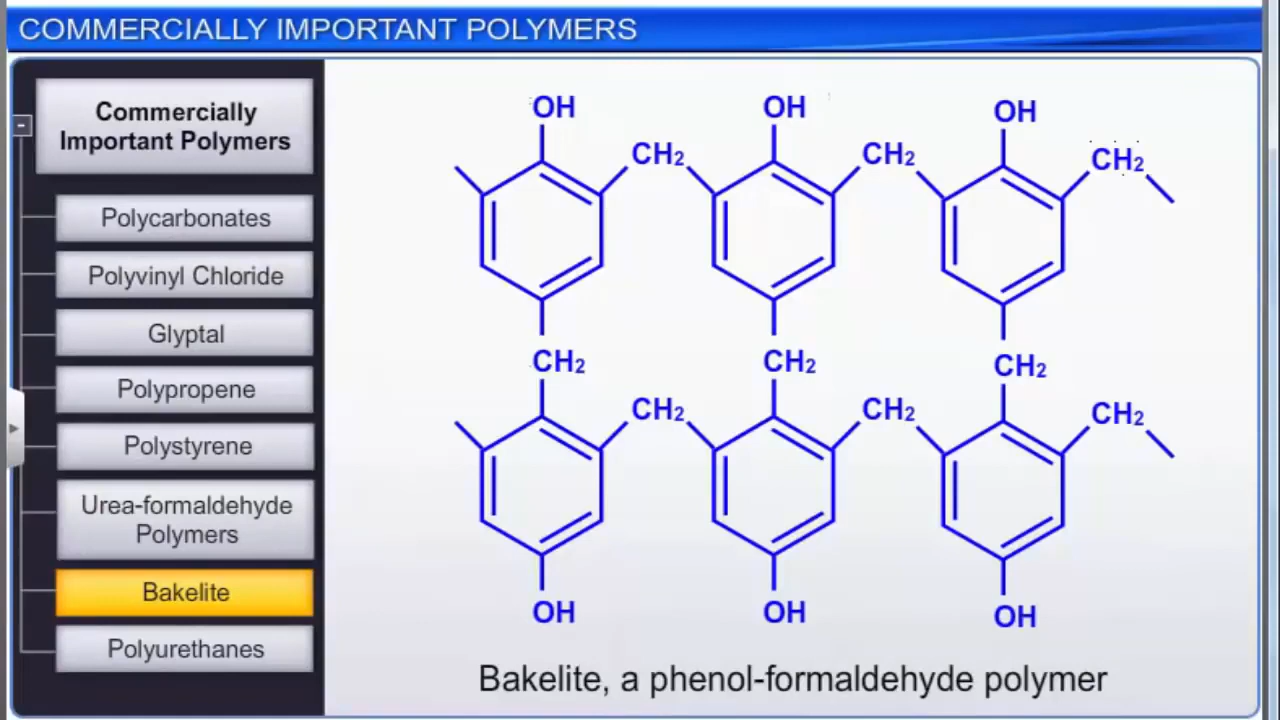 COMMERCIALLY IMPORTANT POLYMERS
Commercially
Important Polymers
Polycarbonates
Polyvinyl Chloride
Glyptal
Polypropene
Polystyrene
Urea-formaldehyde
Polymers
Bakelite
Polyurethanes
OH OH OH
CH₂ CH₂ CH₂
CH₂ CH₂ CH₂
CH₂ CH₂ CH₂
OH OH OH
Bakelite, a phenol-formaldehyde polymer